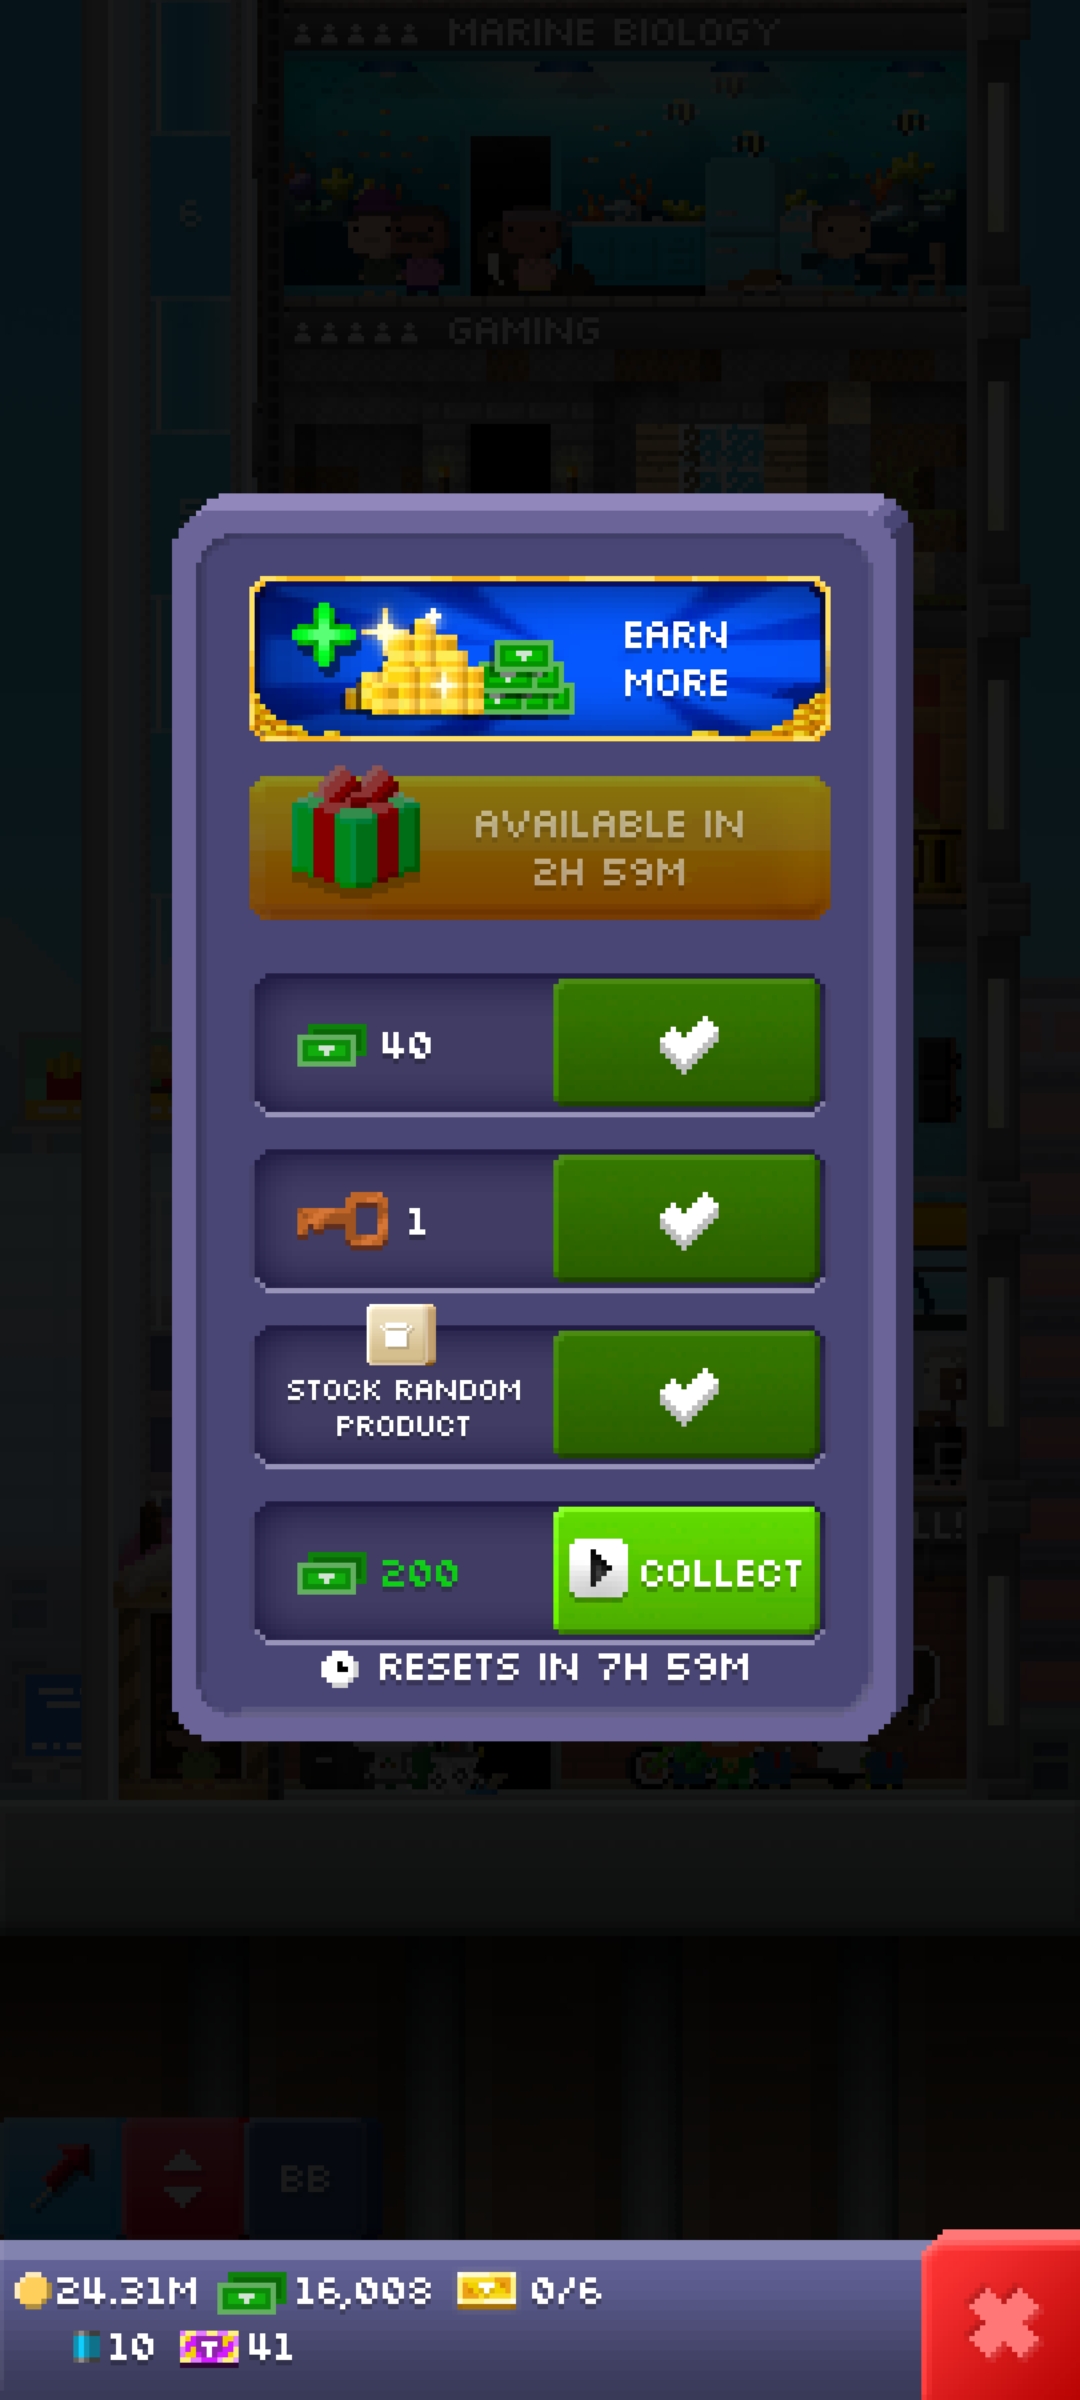 MARINE BIOLOGY
6
GAMING
EARN
MORE
AVAILABLE IN
2H 59M
40
1
STOCK RANDOM
PRODUCT
200
COLLECT
RESETS IN 7H 59M
BB
24.31M 16,008 0/6
10 41